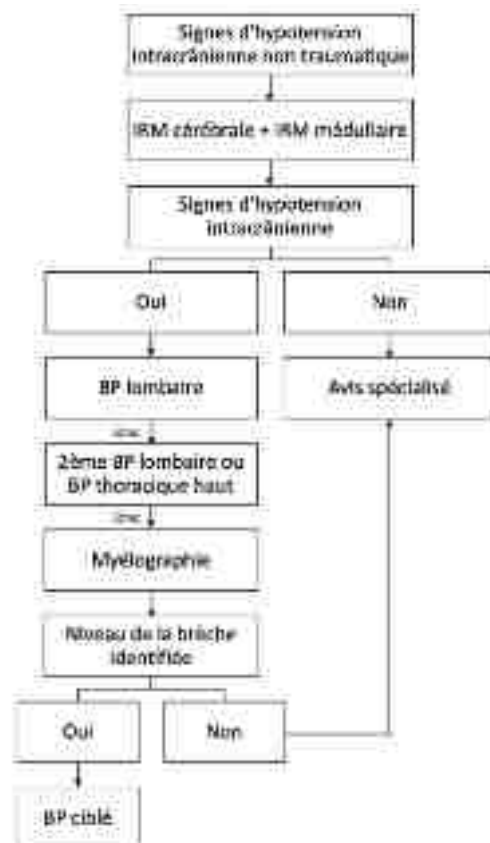 Signes d'hypotension
intracrânienne non traumatique
IRM cérébrale + IRM médullaire
Signes d'hypotension
intracrânienne
Oui
Non
BP lombaire
Avis spécialisé
2ème BP lombaire ou
BP thoracique haut
Myélographie
Niveau de la brèche
identifiée
Oui
Non
BP ciblé